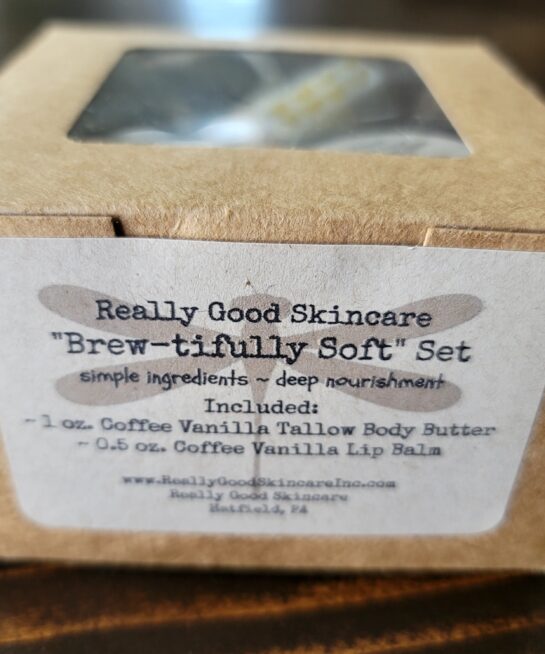 Really Good Skincare
"Brew-tifully Soft" Set
simple ingredients ~ deep nourishment
Included:
~ 1 oz. Coffee Vanilla Tallow Body Butter
~ 0.5 oz. Coffee Vanilla Lip Balm
www.ReallyGoodSkincareInc.com
Really Good Skincare
Hatfield, PA